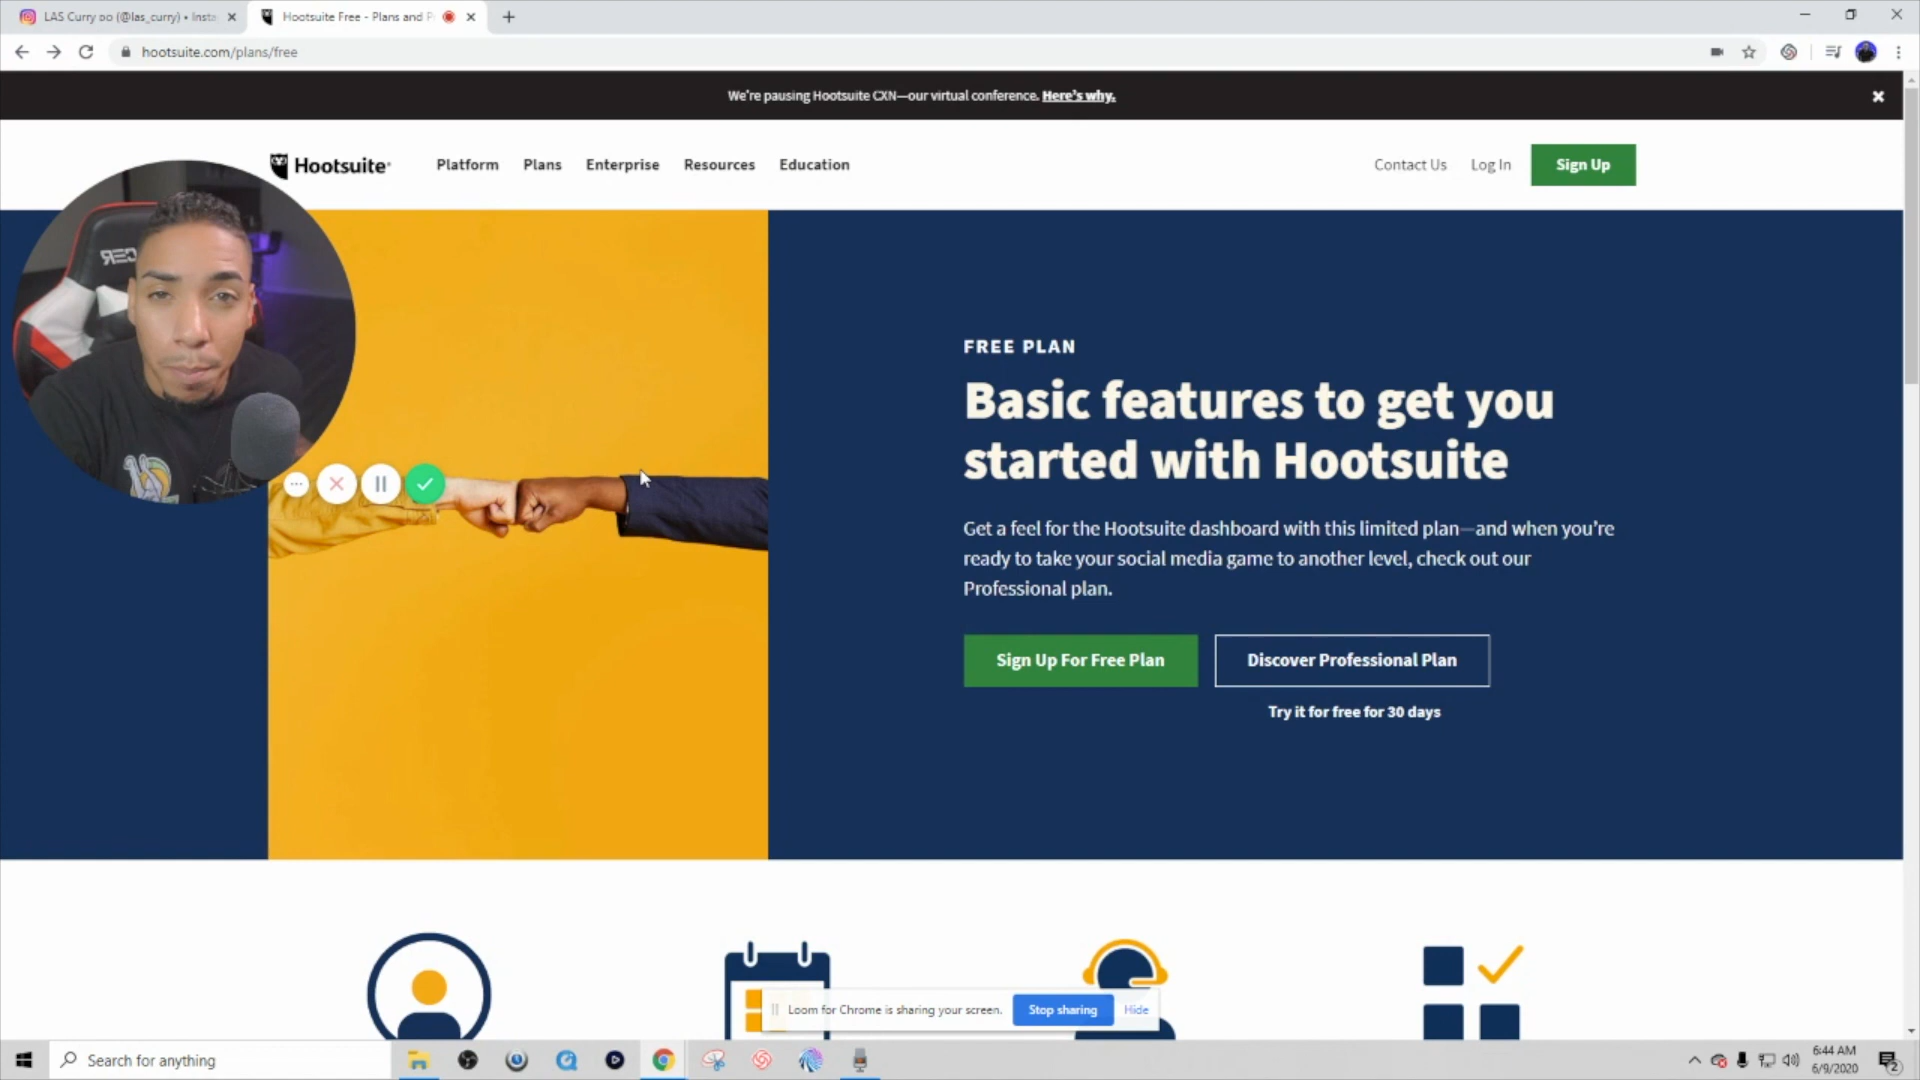 LAS Curry oo (@las_curry) • Insta
Hootsuite Free - Plans and P
hootsuite.com/plans/free
We're pausing Hootsuite CXN—our virtual conference. Here's why.
Hootsuite
Platform
Plans
Enterprise
Resources
Education
Contact Us
Log In
Sign Up
FREE PLAN
Basic features to get you
started with Hootsuite
Get a feel for the Hootsuite dashboard with this limited plan—and when you're
ready to take your social media game to another level, check out our
Professional plan.
Sign Up For Free Plan
Discover Professional Plan
Try it for free for 30 days
Loom for Chrome is sharing your screen.
Stop sharing
Hide
Search for anything
6:44 AM
6/9/2020
2